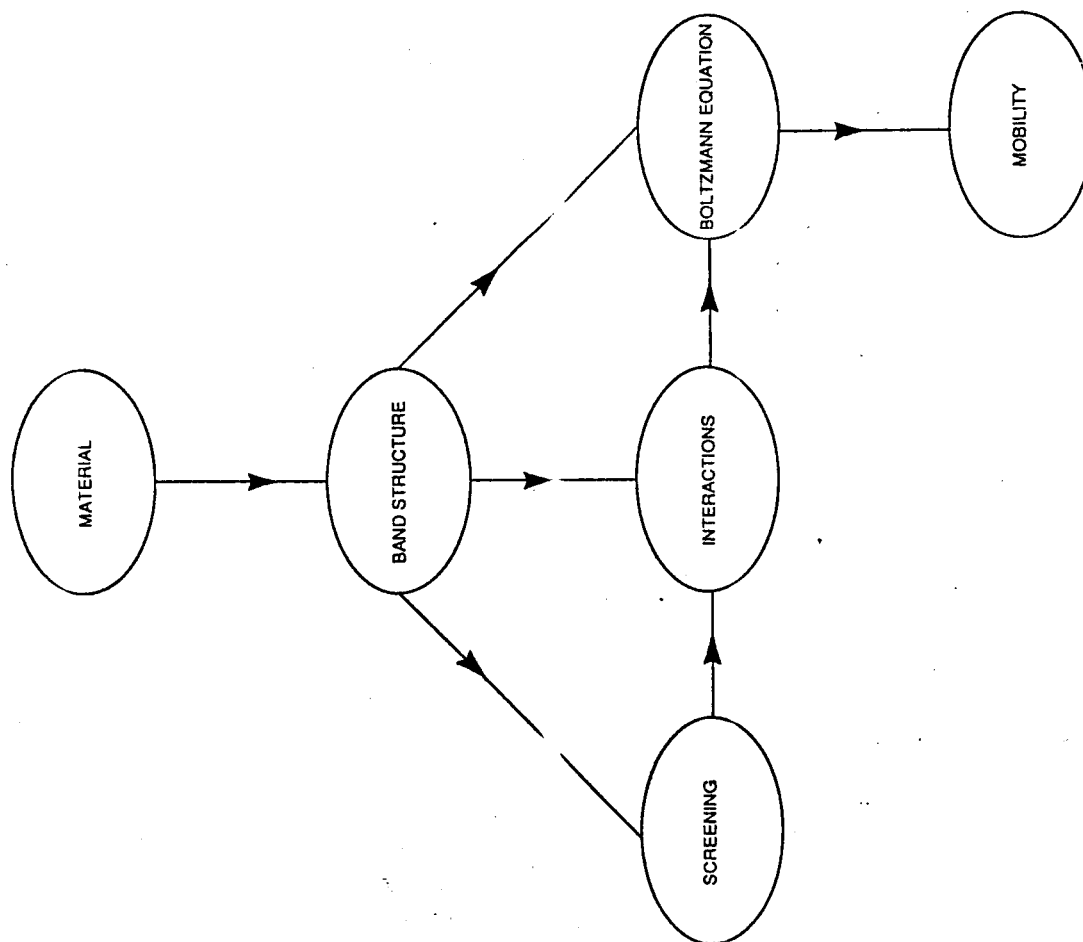 MATERIAL
BAND STRUCTURE
SCREENING
INTERACTIONS
BOLTZMANN EQUATION
MOBILITY